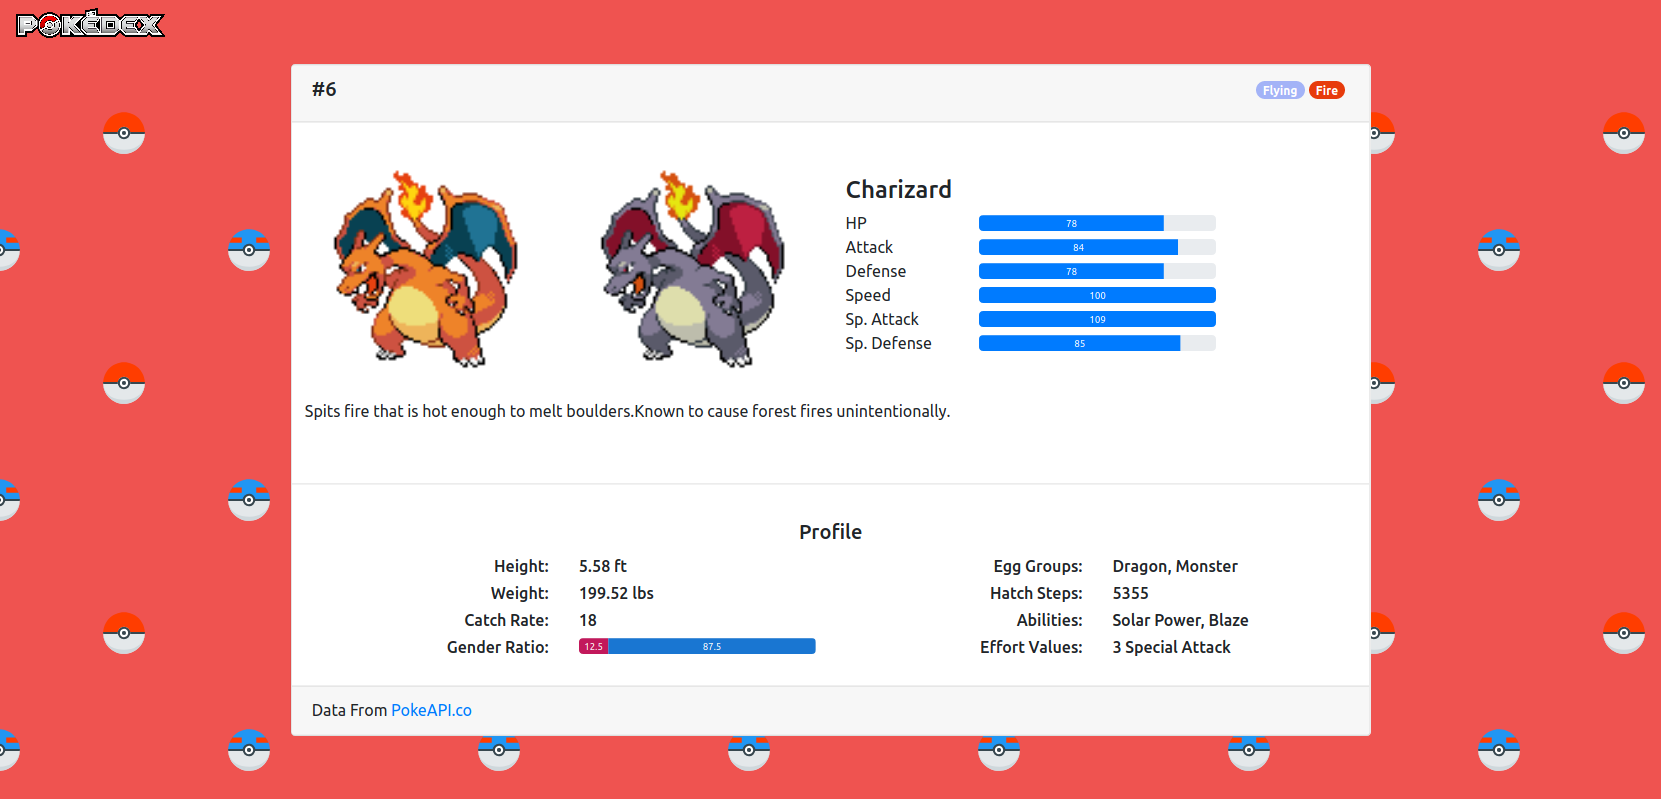 POKÉDEX
#6
Flying Fire
Charizard
HP 78
Attack 84
Defense 78
Speed 100
Sp. Attack 109
Sp. Defense 85
Spits fire that is hot enough to melt boulders.Known to cause forest fires unintentionally.
Profile
Height: 5.58 ft
Weight: 199.52 lbs
Catch Rate: 18
Gender Ratio: 12.5 87.5
Egg Groups: Dragon, Monster
Hatch Steps: 5355
Abilities: Solar Power, Blaze
Effort Values: 3 Special Attack
Data From PokeAPI.co